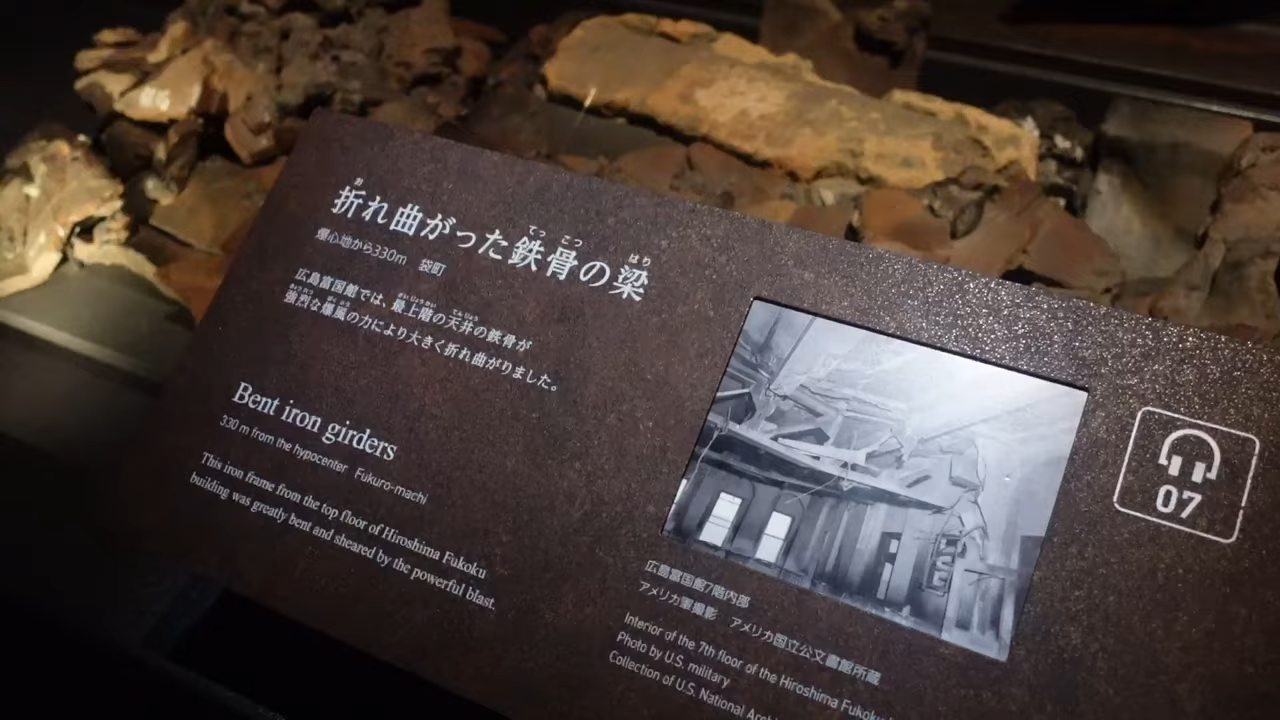 折れ曲がった鉄骨の梁
爆心地から330m 袋町
広島富国館では、最上階の天井の鉄骨が
強烈な爆風の力により大きく折れ曲がりました。
Bent iron girders
330 m from the hypocenter Fukuro-machi
This iron frame from the top floor of Hiroshima Fukoku
building was greatly bent and sheared by the powerful blast.
広島富国館7階内部
アメリカ軍撮影 アメリカ国立公文書館所蔵
Interior of the 7th floor of the Hiroshima Fukoku
Photo by U.S. military
Collection of U.S. National
07